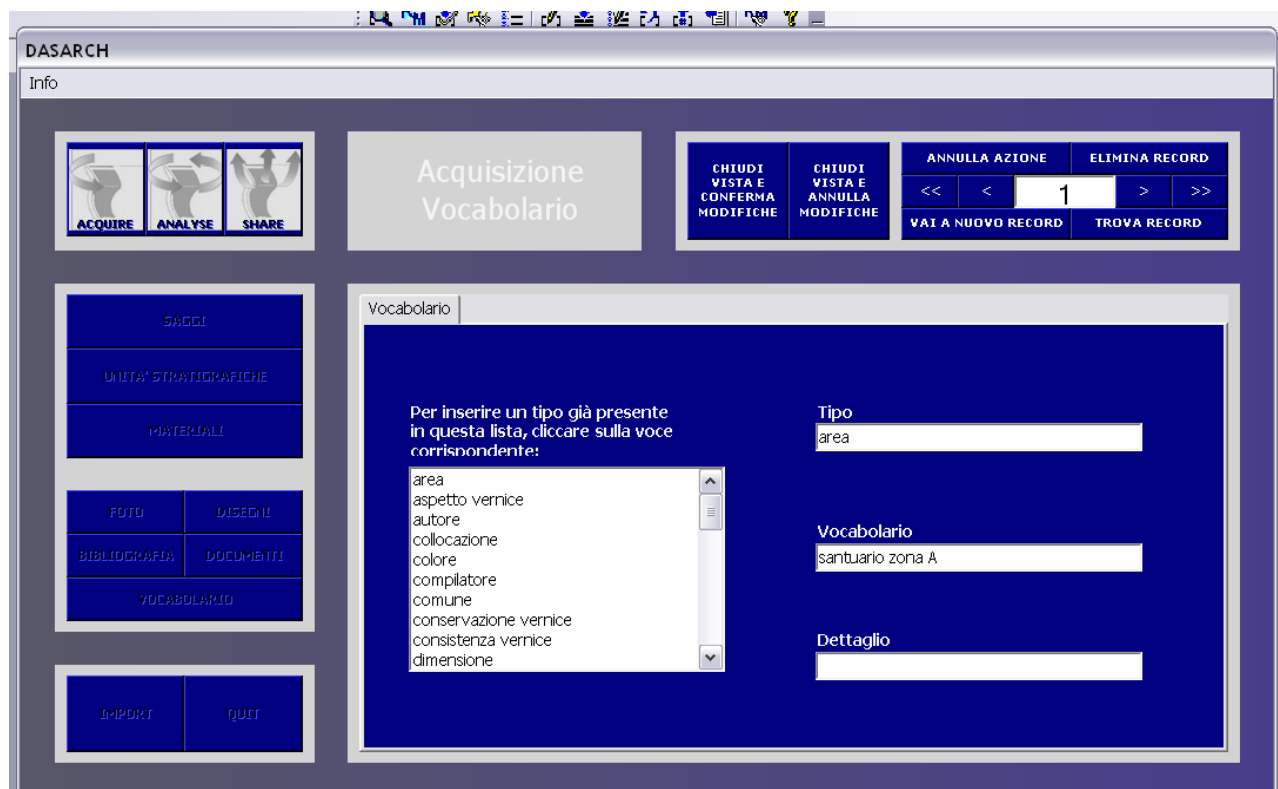 DASARCH
Info
ACQUIRE
ANALYSE
SHARE
Acquisizione
Vocabolario
CHIUDI
VISTA E
CONFERMA
MODIFICHE
CHIUDI
VISTA E
ANNULLA
MODIFICHE
ANNULLA AZIONE
ELIMINA RECORD
<<
<
1
>
>>
VAI A NUOVO RECORD
TROVA RECORD
SAGGI
UNITA' STRATIGRAFICHE
MATERIALI
FOTO
DISEGNI
BIBLIOGRAFIA
DOCUMENTI
VOCABOLARIO
IMPORT
QUIT
Vocabolario
Per inserire un tipo già presente
in questa lista, cliccare sulla voce
corrispondente:
area
aspetto vernice
autore
collocazione
colore
compilatore
comune
conservazione vernice
consistenza vernice
dimensione
Tipo
area
Vocabolario
santuario zona A
Dettaglio